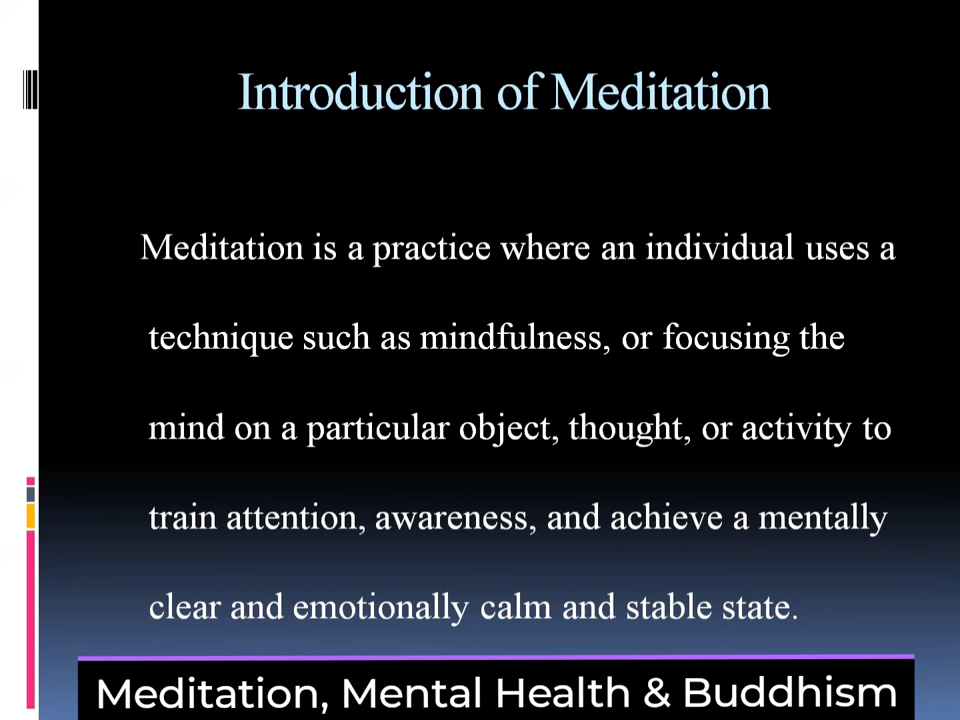 Introduction of Meditation
Meditation is a practice where an individual uses a
technique such as mindfulness, or focusing the
mind on a particular object, thought, or activity to
train attention, awareness, and achieve a mentally
clear and emotionally calm and stable state.
Meditation, Mental Health & Buddhism